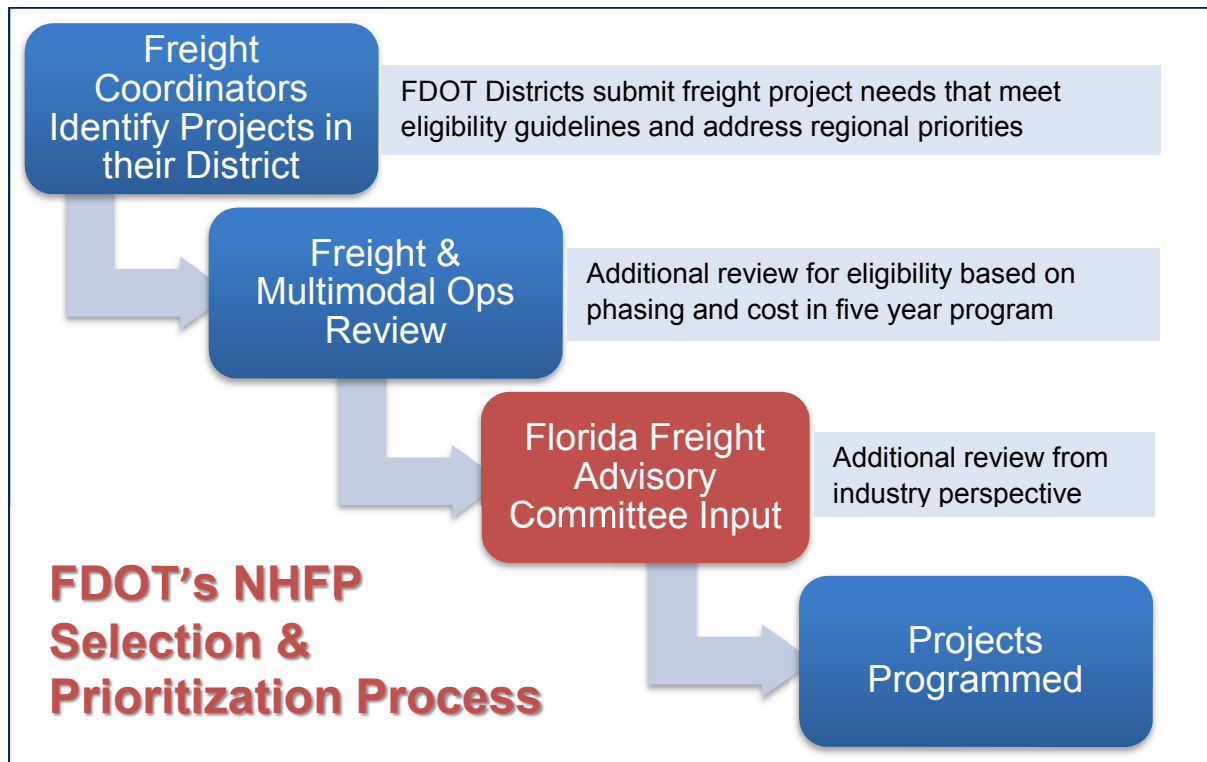 Freight
Coordinators
Identify Projects in
their District
FDOT Districts submit freight project needs that meet
eligibility guidelines and address regional priorities
Freight &
Multimodal Ops
Review
Additional review for eligibility based on
phasing and cost in five year program
Florida Freight
Advisory
Committee Input
Additional review from
industry perspective
Projects
Programmed
FDOT’s NHFP
Selection &
Prioritization Process